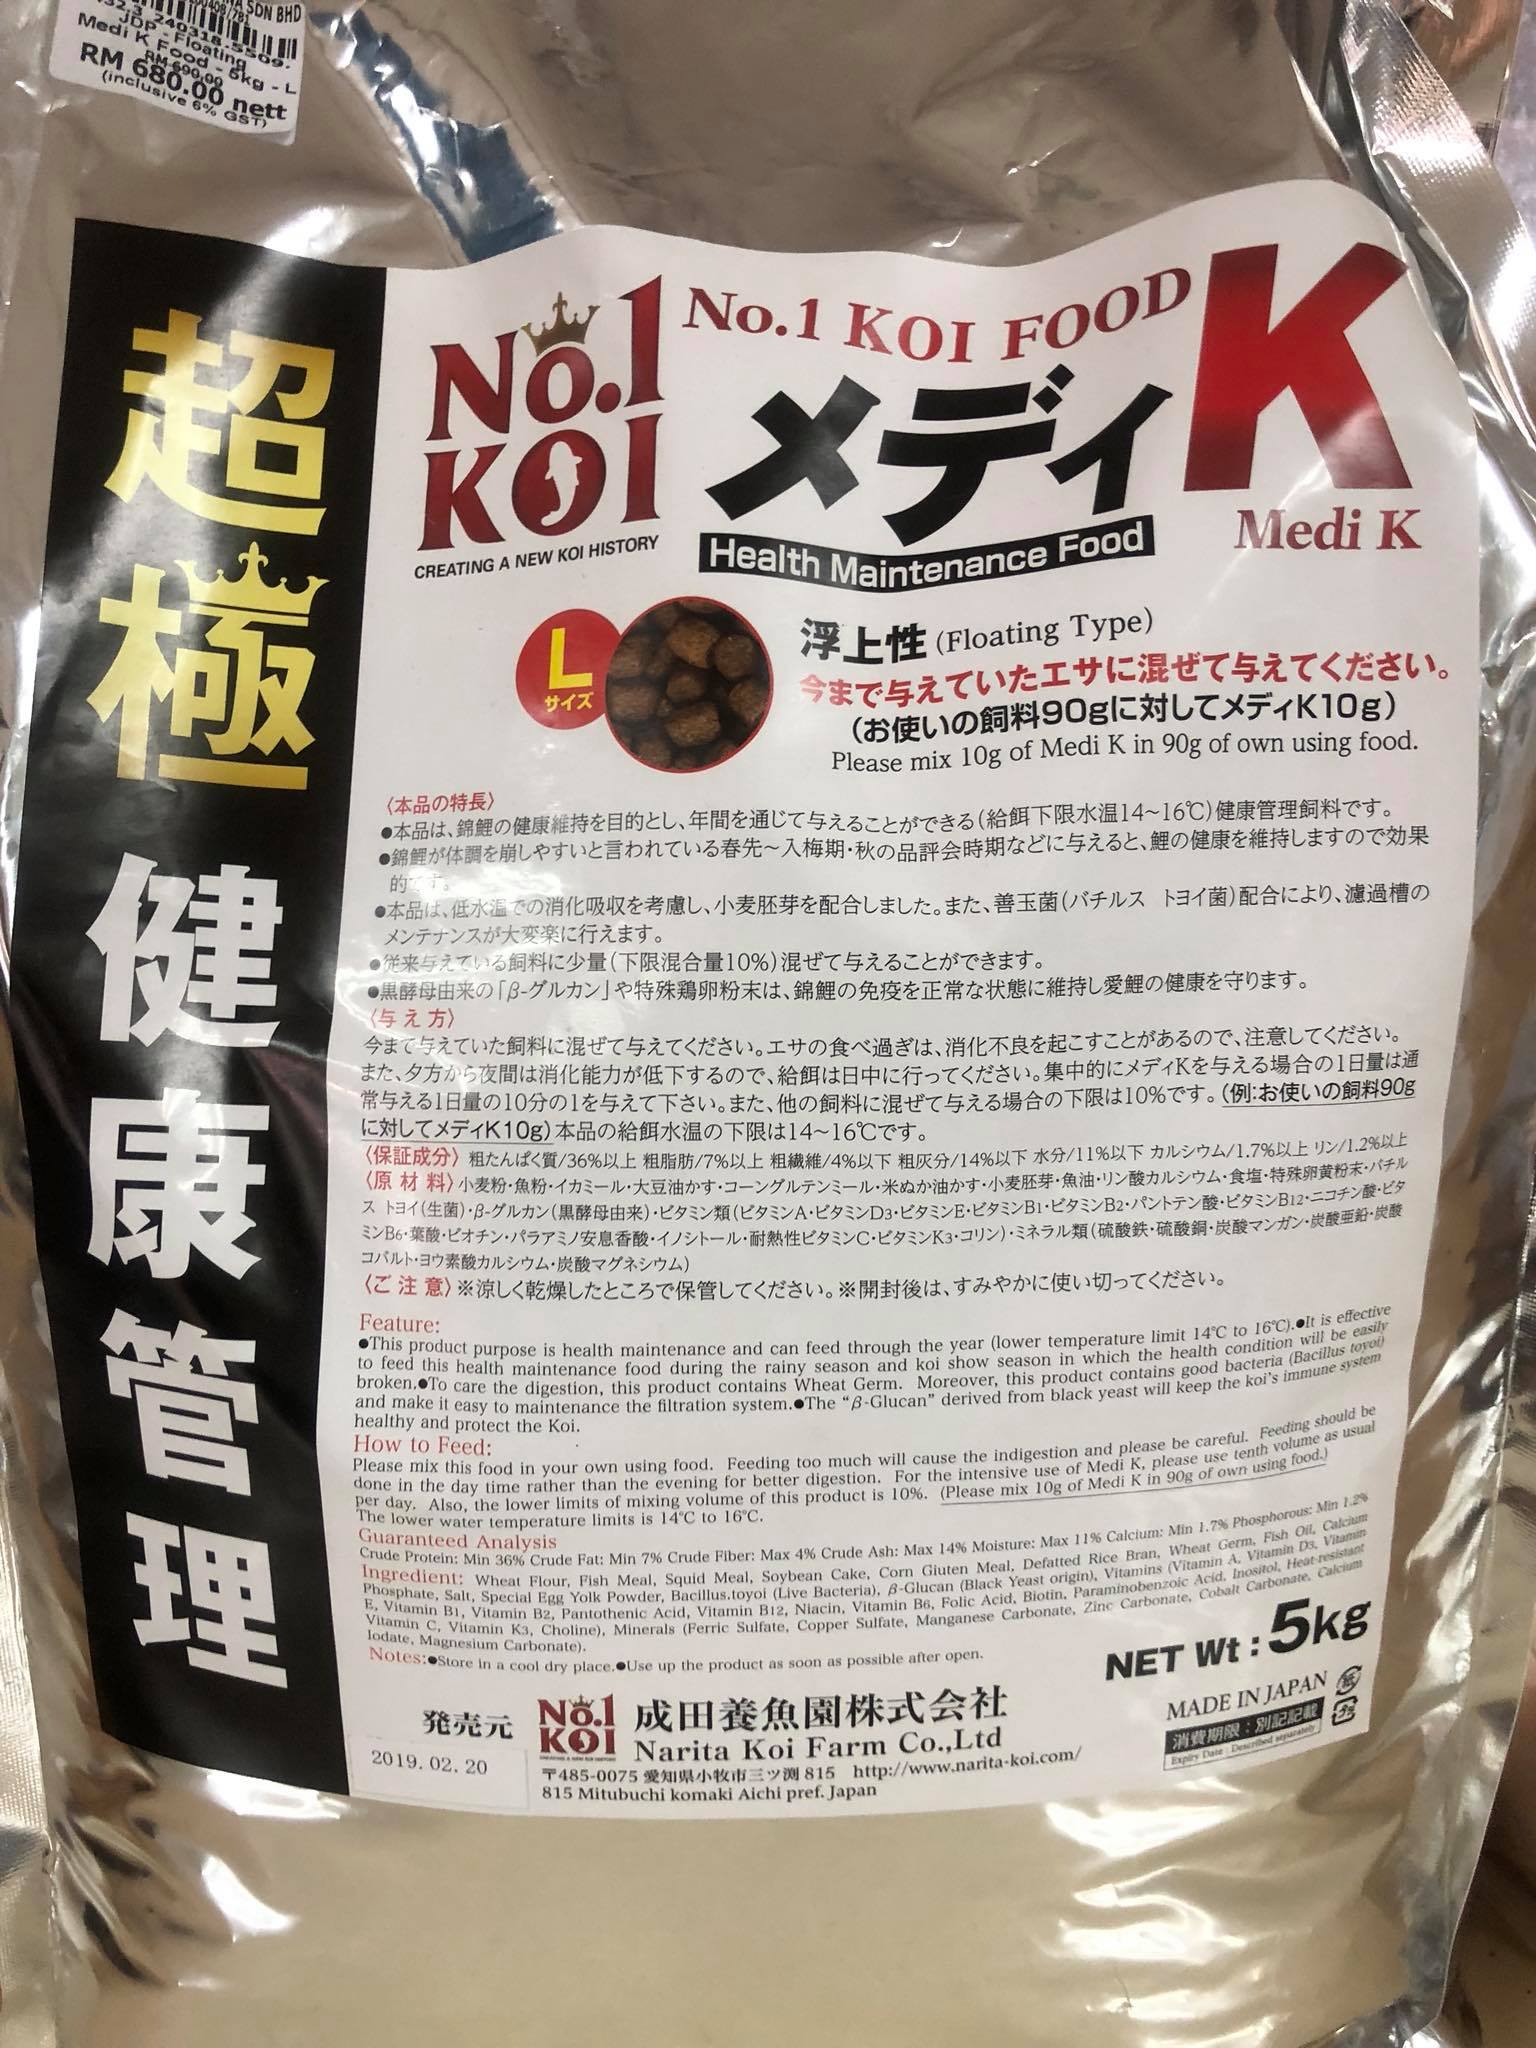 SDN BHD
JDP - Floating
Medi K Food - 5kg - L
RM 690.00
RM 680.00 nett
(inclusive 6% GST)
超極健康管理
No.1
KOI
CREATING A NEW KOI HISTORY
No.1 KOI FOOD
メディK
Medi K
Health Maintenance Food
L
サイズ
浮上性 (Floating Type)
今まで与えていたエサに混ぜて与えてください。
(お使いの飼料90gに対してメディK10g)
Please mix 10g of Medi K in 90g of own using food.
〈本品の特長〉
●本品は、錦鯉の健康維持を目的とし、年間を通じて与えることができる(給餌下限水温14~16℃)健康管理飼料です。
●錦鯉が体調を崩しやすいと言われている春先~入梅期・秋の品評会時期などに与えると、鯉の健康を維持しますので効果
的です。
●本品は、低水温での消化吸収を考慮し、小麦胚芽を配合しました。また、善玉菌(バチルス トヨイ菌)配合により、濾過槽の
メンテナンスが大変楽に行えます。
●従来与えている飼料に少量(下限混合量10%)混ぜて与えることができます。
●黒酵母由来の「β-グルカン」や特殊鶏卵粉末は、錦鯉の免疫を正常な状態に維持し愛鯉の健康を守ります。
〈与え方〉
今まで与えていた飼料に混ぜて与えてください。エサの食べ過ぎは、消化不良を起こすことがあるので、注意してください。
また、夕方から夜間は消化能力が低下するので、給餌は日中に行ってください。集中的にメディKを与える場合の1日量は通
常与える1日量の10分の1を与えて下さい。また、他の飼料に混ぜて与える場合の下限は10%です。(例:お使いの飼料90g
に対してメディK10g)本品の給餌水温の下限は14~16℃です。
〈保証成分〉粗たんぱく質/36%以上 粗脂肪/7%以上 粗繊維/4%以下 粗灰分/14%以下 水分/11%以下 カルシウム/1.7%以上 リン/1.2%以上
〈原材料〉小麦粉・魚粉・イカミール・大豆油かす・コーングルテンミール・米ぬか油かす・小麦胚芽・魚油・リン酸カルシウム・食塩・特殊卵黄粉末・バチル
ス トヨイ(生菌)・β-グルカン(黒酵母由来)・ビタミン類(ビタミンA・ビタミンD3・ビタミンE・ビタミンB1・ビタミンB2・パントテン酸・ビタミンB12・ニコチン酸・ビタ
ミンB6・葉酸・ビオチン・パラアミノ安息香酸・イノシトール・耐熱性ビタミンC・ビタミンK3・コリン)・ミネラル類(硫酸鉄・硫酸銅・炭酸マンガン・炭酸亜鉛・炭酸
コバルト・ヨウ素酸カルシウム・炭酸マグネシウム)
〈ご注意〉※涼しく乾燥したところで保管してください。※開封後は、すみやかに使い切ってください。
Feature:
●This product purpose is health maintenance and can feed through the year (lower temperature limit 14℃ to 16℃).●It is effective
to feed this health maintenance food during the rainy season and koi show season in which the health condition will be easily
broken.●To care the digestion, this product contains Wheat Germ. Moreover, this product contains good bacteria (Bacillus toyoi)
and make it easy to maintenance the filtration system.●The “β-Glucan” derived from black yeast will keep the koi's immune system
healthy and protect the Koi.
How to Feed:
Please mix this food in your own using food. Feeding too much will cause the indigestion and please be careful. Feeding should be
done in the day time rather than the evening for better digestion. For the intensive use of Medi K, please use tenth volume as usual
per day. Also, the lower limits of mixing volume of this product is 10%. (Please mix 10g of Medi K in 90g of own using food.)
The lower water temperature limits is 14℃ to 16℃.
Guaranteed Analysis
Crude Protein: Min 36% Crude Fat: Min 7% Crude Fiber: Max 4% Crude Ash: Max 14% Moisture: Max 11% Calcium: Min 1.7% Phosphorous: Min 1.2%
Ingredient: Wheat Flour, Fish Meal, Squid Meal, Soybean Cake, Corn Gluten Meal, Defatted Rice Bran, Wheat Germ, Fish Oil, Calcium
Phosphate, Salt, Special Egg Yolk Powder, Bacillus.toyoi (Live Bacteria), β-Glucan (Black Yeast origin), Vitamins (Vitamin A, Vitamin D3, Vitamin
E, Vitamin B1, Vitamin B2, Pantothenic Acid, Vitamin B12, Niacin, Vitamin B6, Folic Acid, Biotin, Paraminobenzoic Acid, Inositol, Heat-resistant
Vitamin C, Vitamin K3, Choline), Minerals (Ferric Sulfate, Copper Sulfate, Manganese Carbonate, Zinc Carbonate, Cobalt Carbonate, Calcium
Iodate, Magnesium Carbonate).
Notes:●Store in a cool dry place.●Use up the product as soon as possible after open.
NET Wt : 5kg
発売元
No.1
KOI
成田養魚園株式会社
Narita Koi Farm Co.,Ltd
〒485-0075 愛知県小牧市三ツ渕 815 http://www.narita-koi.com/
815 Mitubuchi komaki Aichi pref. Japan
2019.02.20
MADE IN JAPAN
消費期限:別記記載
Expiry Date : Described separately